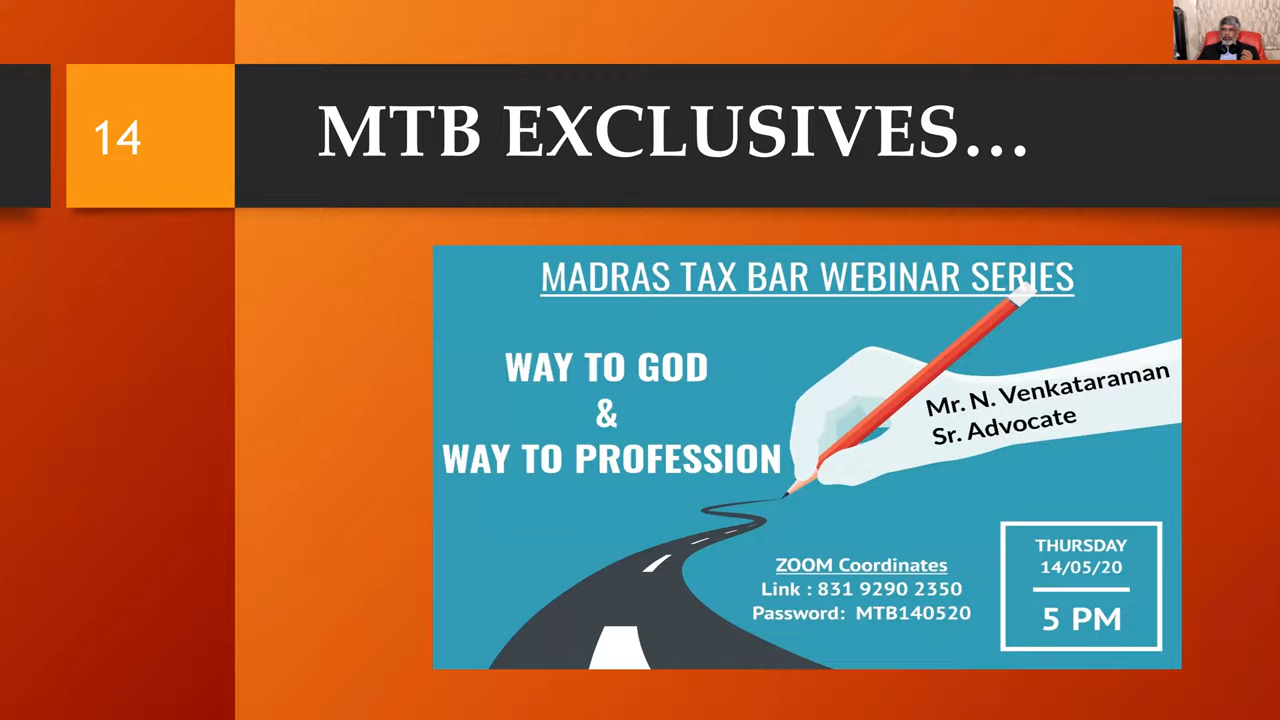 14
MTB EXCLUSIVES...
MADRAS TAX BAR WEBINAR SERIES
WAY TO GOD
&
WAY TO PROFESSION
Mr. N. Venkataraman
Sr. Advocate
ZOOM Coordinates
Link : 831 9290 2350
Password: MTB140520
THURSDAY
14/05/20
5 PM